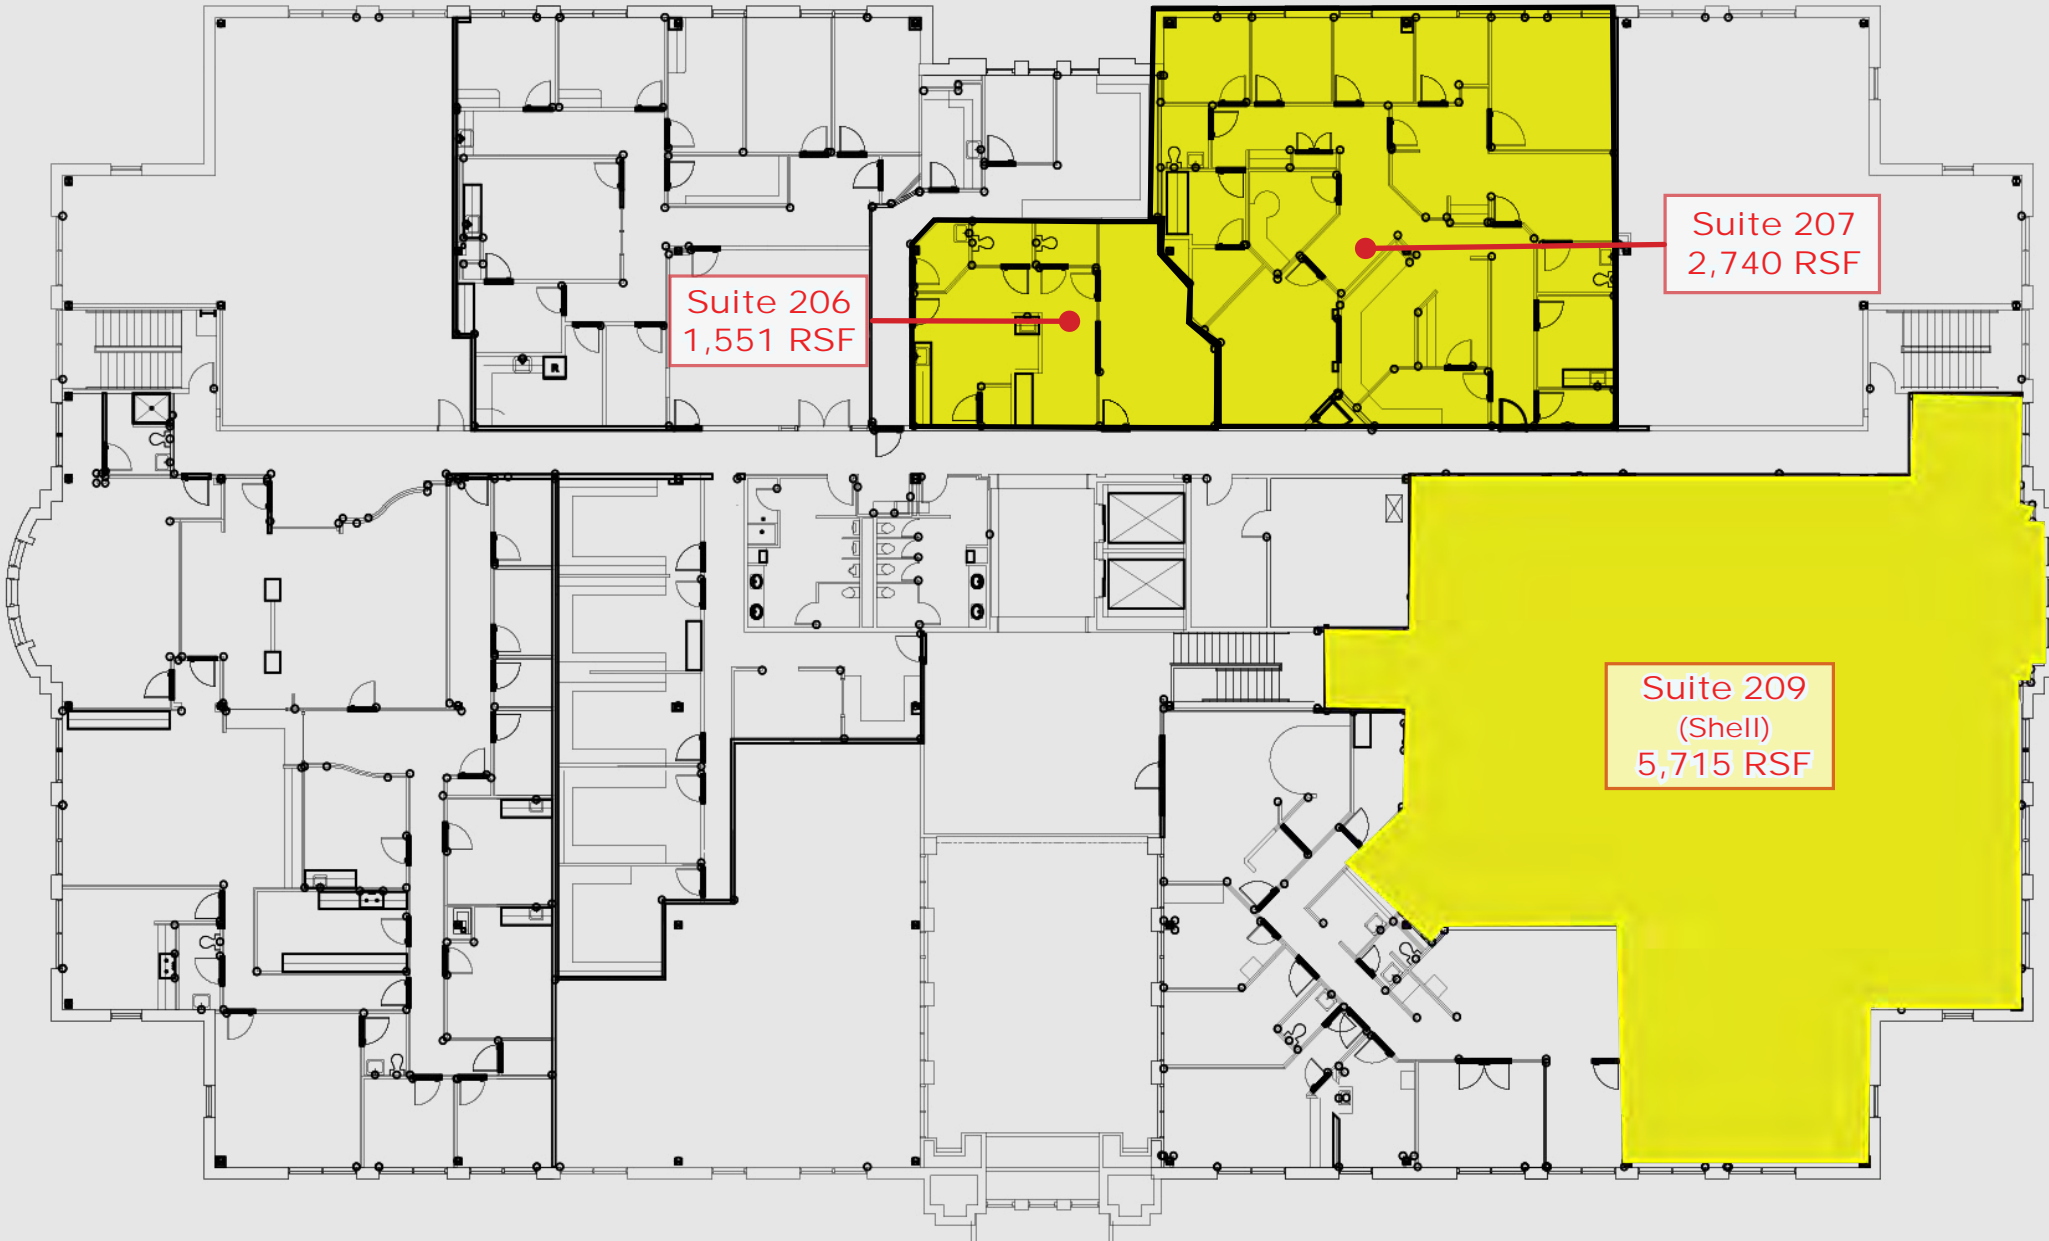 Suite 207
2,740 RSF
Suite 206
1,551 RSF
R
Suite 209
(Shell)
5,715 RSF